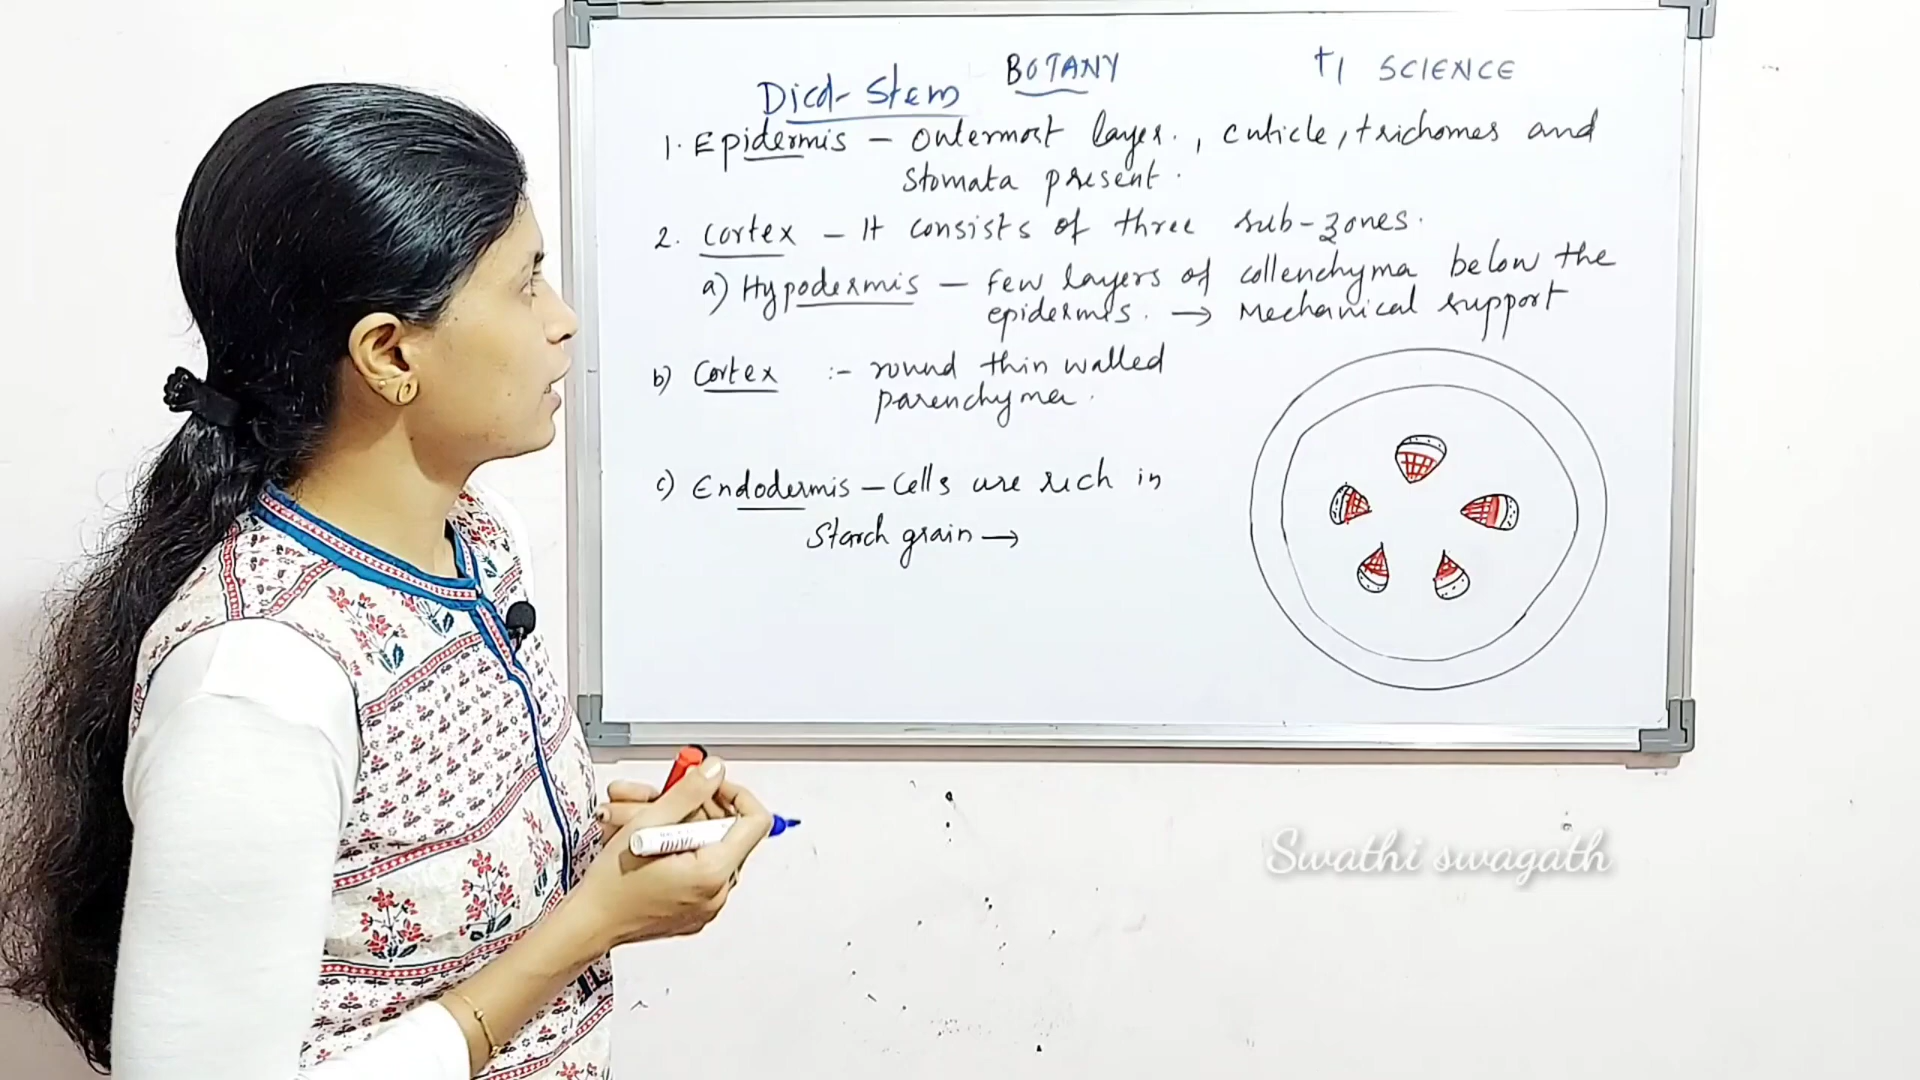 BOTANY
+1 SCIENCE
Dicot-Stem
1. Epidermis – Outermost layer., cuticle, trichomes and
stomata present.
2. Cortex – It consists of three sub-zones.
a) Hypodermis – Few layers of collenchyma below the
epidermis. → Mechanical support
b) Cortex :- round thin walled
parenchyma.
c) Endodermis – Cells are rich in
Starch grain →
Swathi swagath